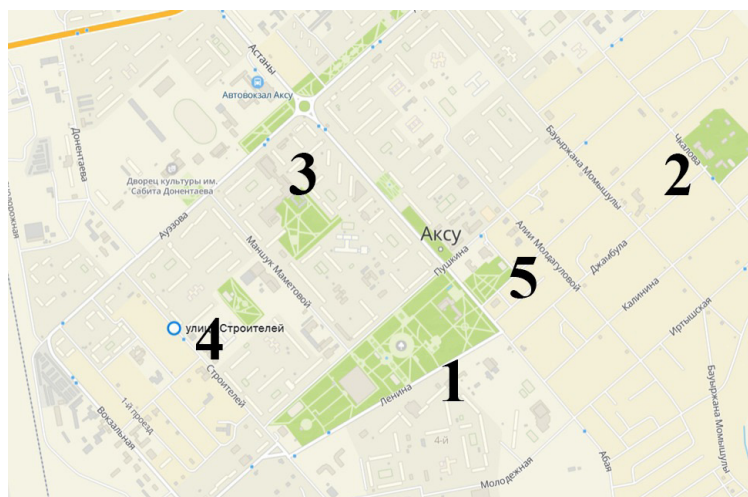 Астаны
Автовокзал Аксу
Донентаева
3
Бауыржана Момышулы
Чкалова
2
Дворец культуры им.
Сабита Донентаева
Ауэзова
Аксу
Пушкина
Алии Молдагуловой
Джамбула
Маншук Маметовой
5
Калинина
Иртышская
улица Строителей
4
Строителей
1
Ленина
1-й проезд
Вокзальная
4-й
Молодежная
Абая
Бауыржана Момышулы